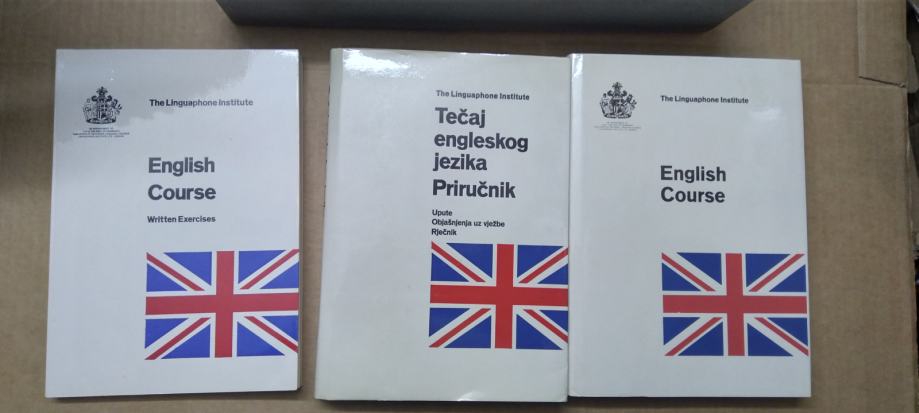 The Linguaphone Institute
English
Course
Written Exercises
The Linguaphone Institute
Tečaj
engleskog
jezika
Priručnik
Upute
Objašnjenja uz vježbe
Rječnik
The Linguaphone Institute
English
Course